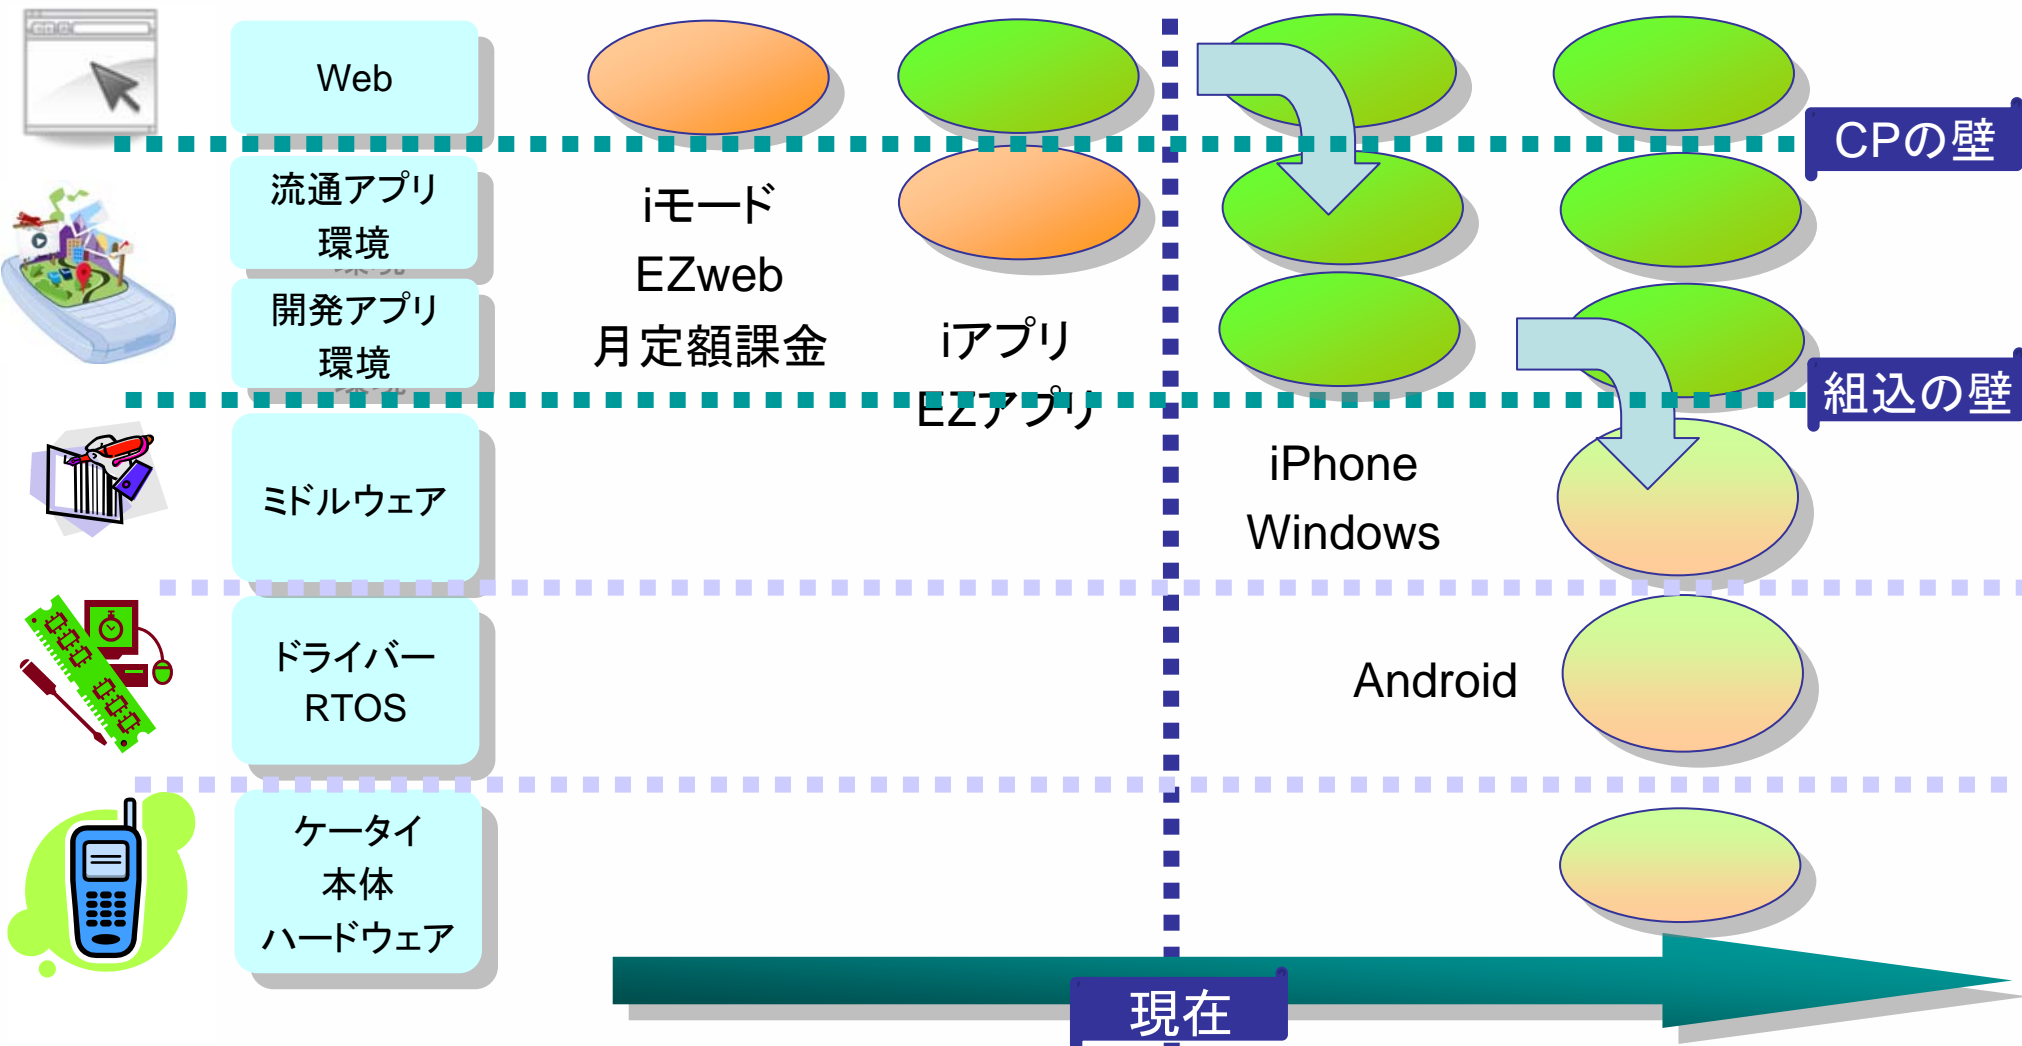 Web
流通アプリ
環境
開発アプリ
環境
ミドルウェア
ドライバー
RTOS
ケータイ
本体
ハードウェア
iモード
EZweb
月定額課金
iアプリ
EZアプリ
iPhone
Windows
Android
CPの壁
組込の壁
現在